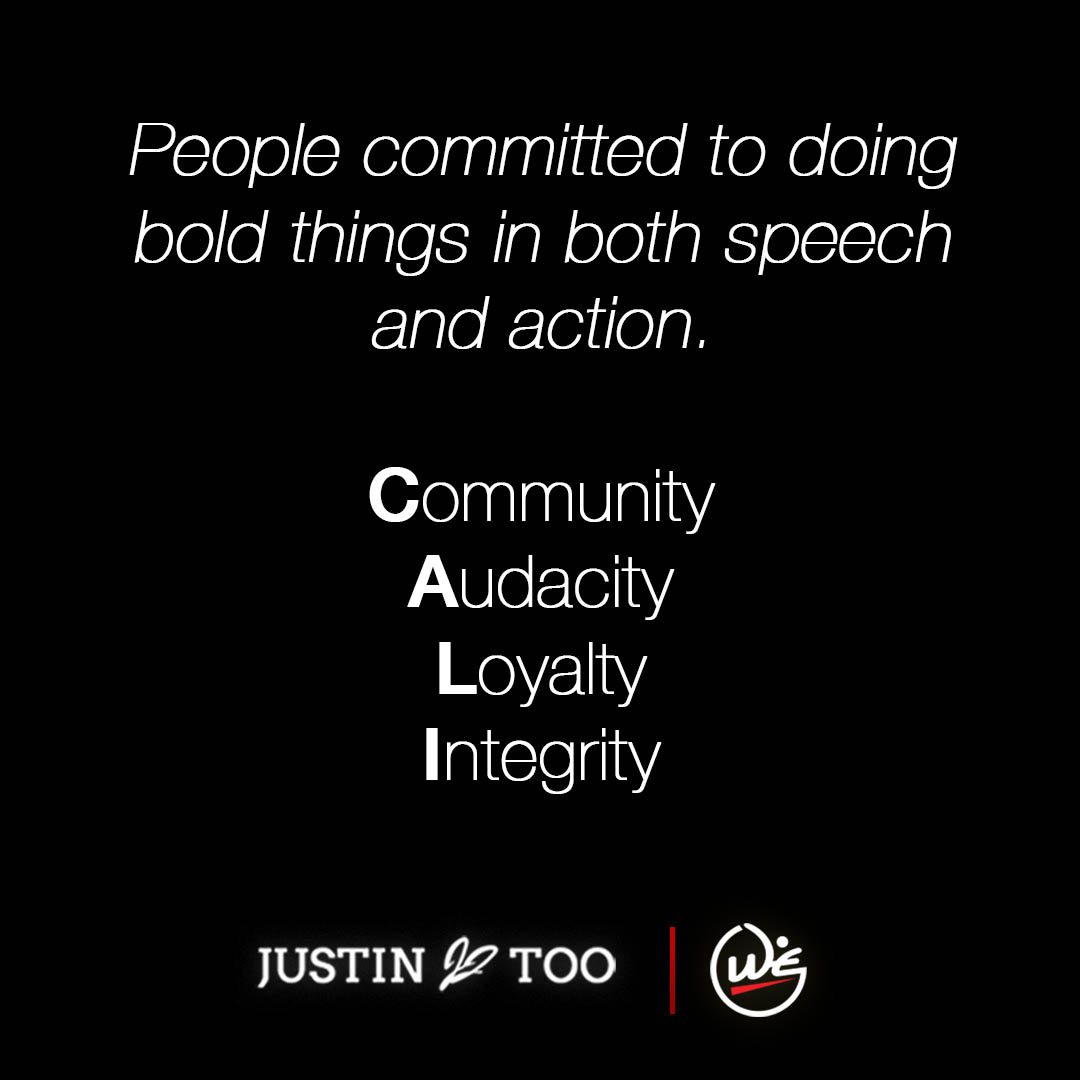 People committed to doing
bold things in both speech
and action.
Community
Audacity
Loyalty
Integrity
JUSTIN TOO
WE